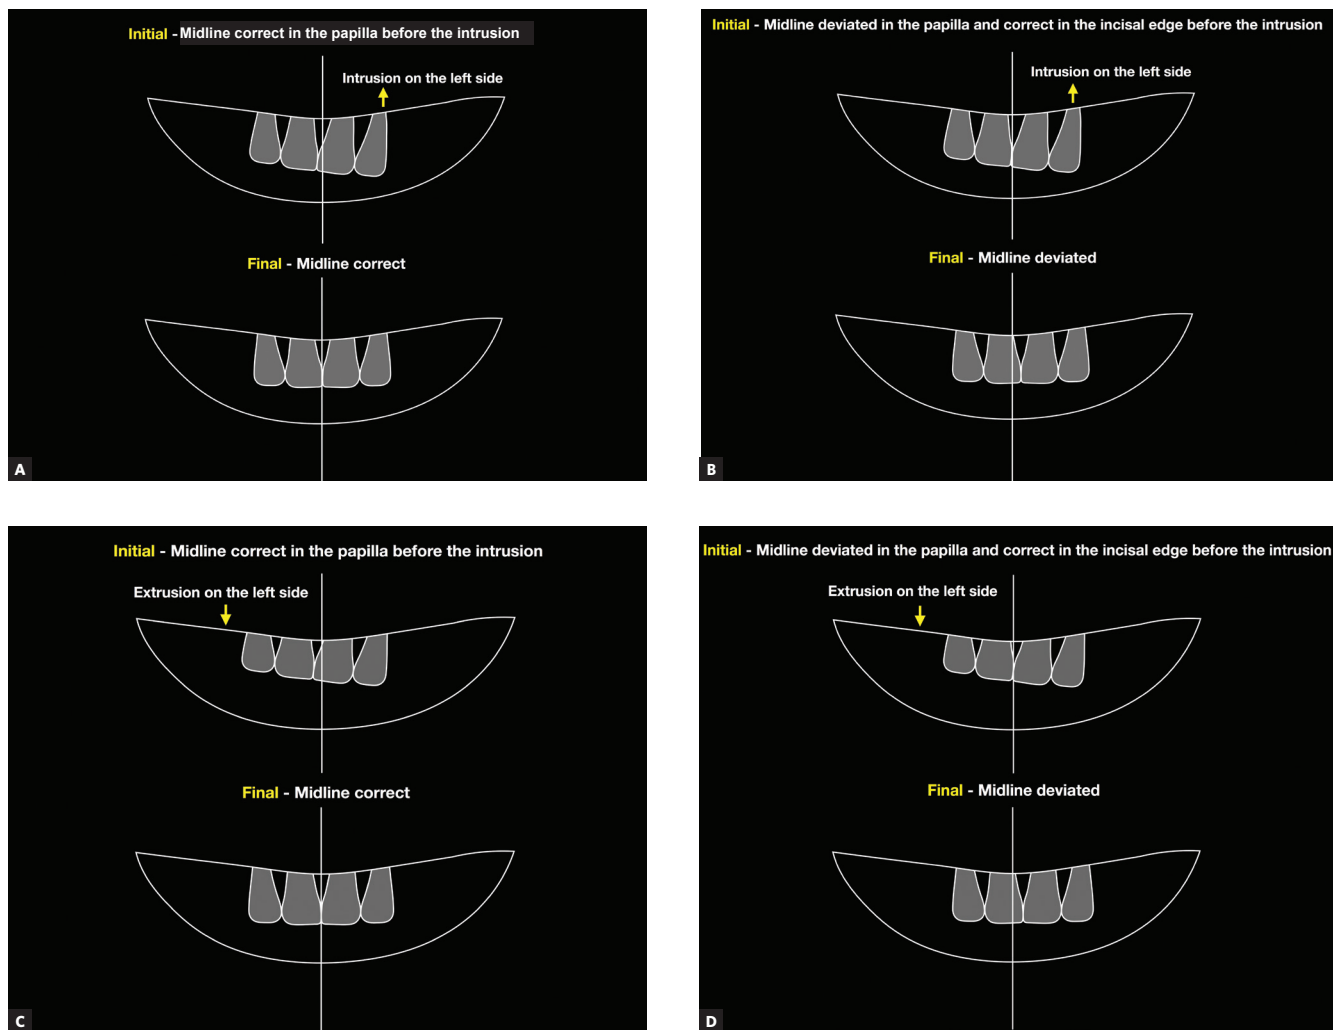 Initial - Midline correct in the papilla before the intrusion
Intrusion on the left side
Final - Midline correct
A
Initial - Midline deviated in the papilla and correct in the incisal edge before the intrusion
Intrusion on the left side
Final - Midline deviated
B
Initial - Midline correct in the papilla before the intrusion
Extrusion on the left side
Final - Midline correct
C
Initial - Midline deviated in the papilla and correct in the incisal edge before the intrusion
Extrusion on the left side
Final - Midline deviated
D